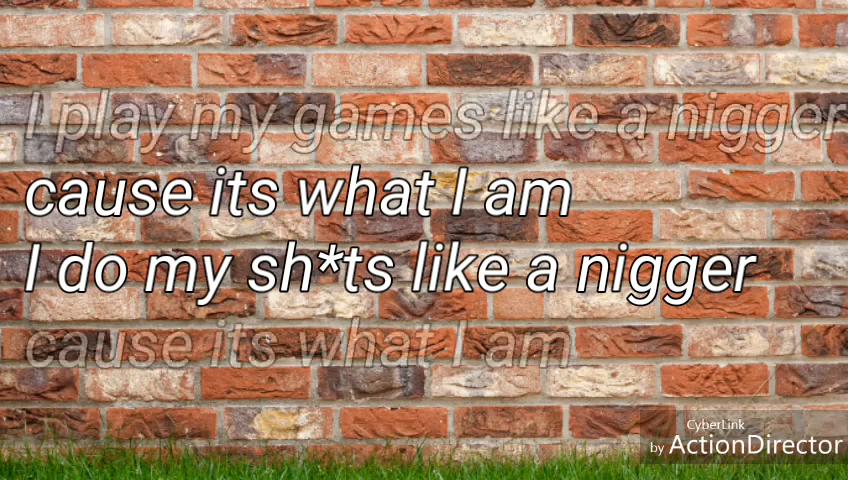 I play my games like a nigger
cause its what I am
I do my sh*ts like a nigger
cause its what I am
CyberLink
by ActionDirector